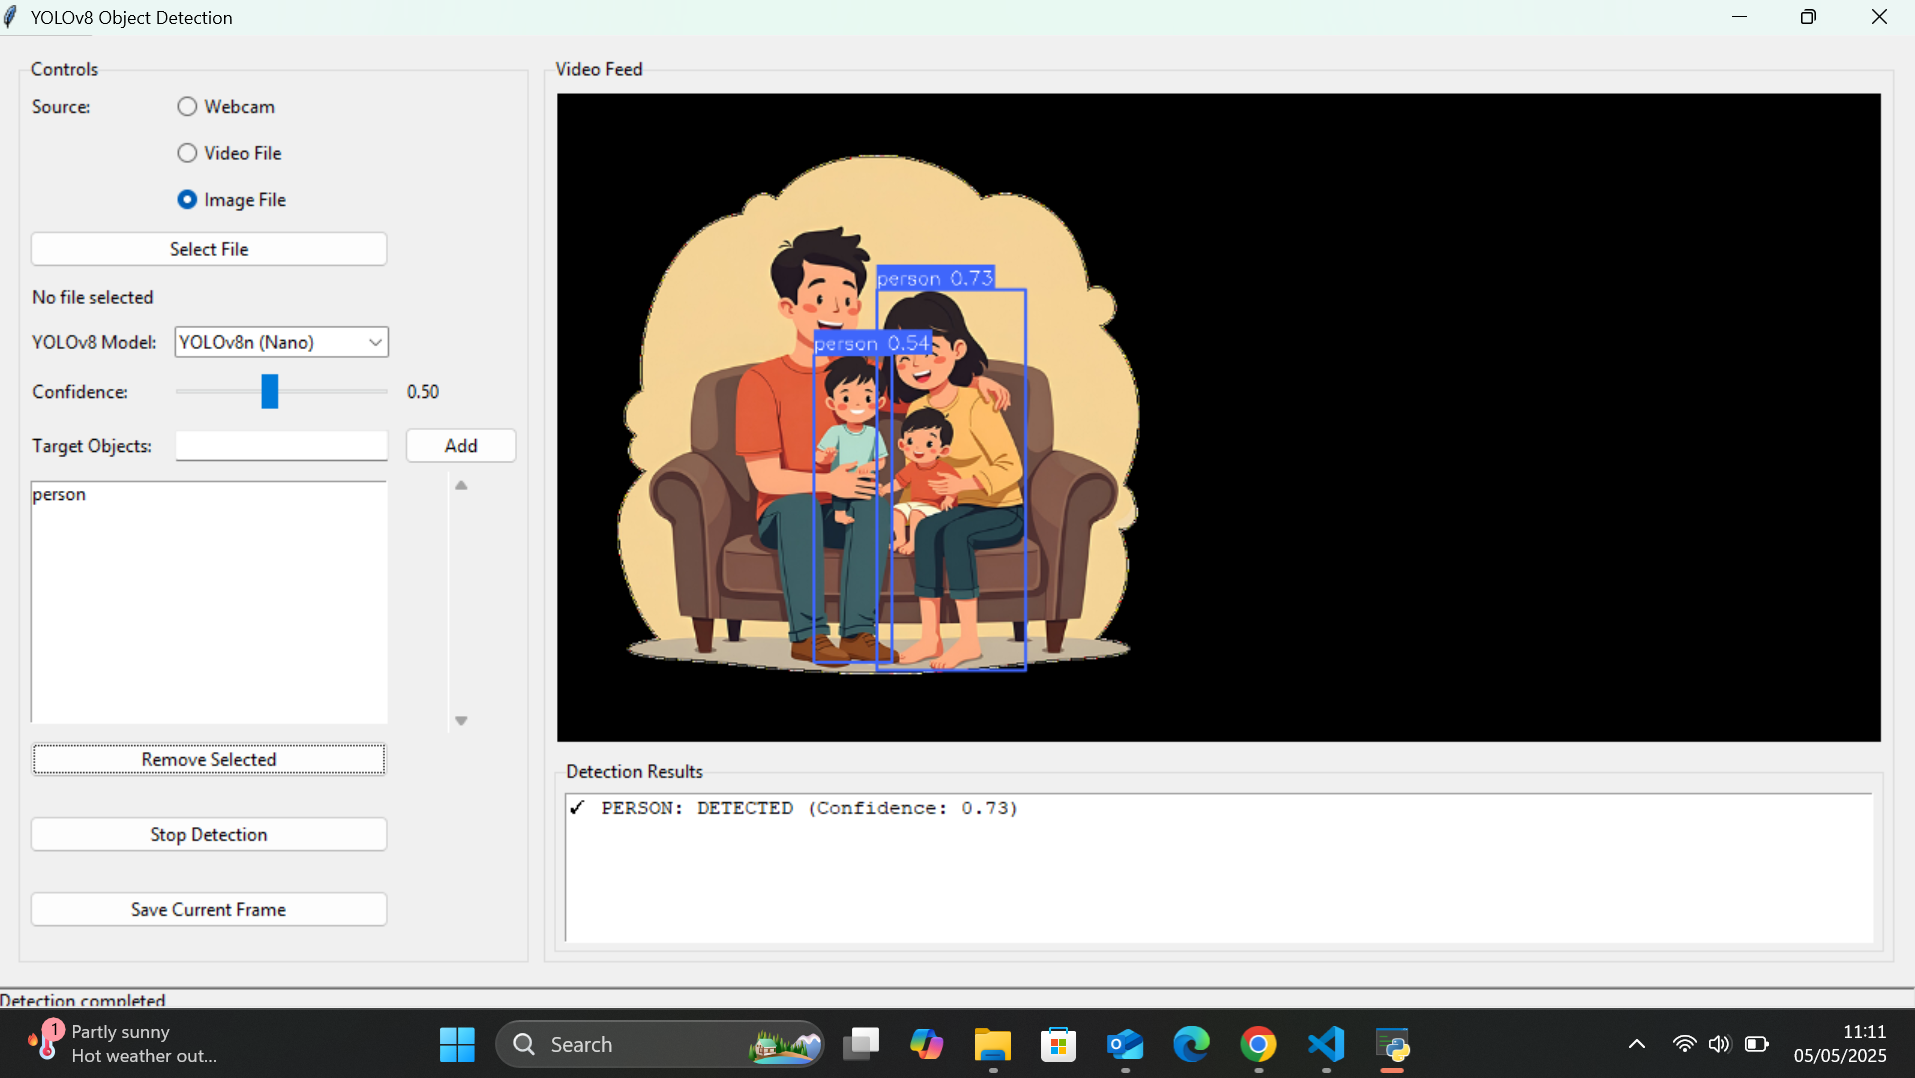 YOLOv8 Object Detection
Controls
Source:
Webcam
Video File
Image File
Select File
No file selected
YOLOv8 Model:
YOLOv8n (Nano)
Confidence:
0.50
Target Objects:
Add
person
Remove Selected
Stop Detection
Save Current Frame
Video Feed
person 0.73
person 0.54
Detection Results
✓ PERSON: DETECTED (Confidence: 0.73)
Detection completed
1
Partly sunny
Hot weather out...
Search
11:11
05/05/2025